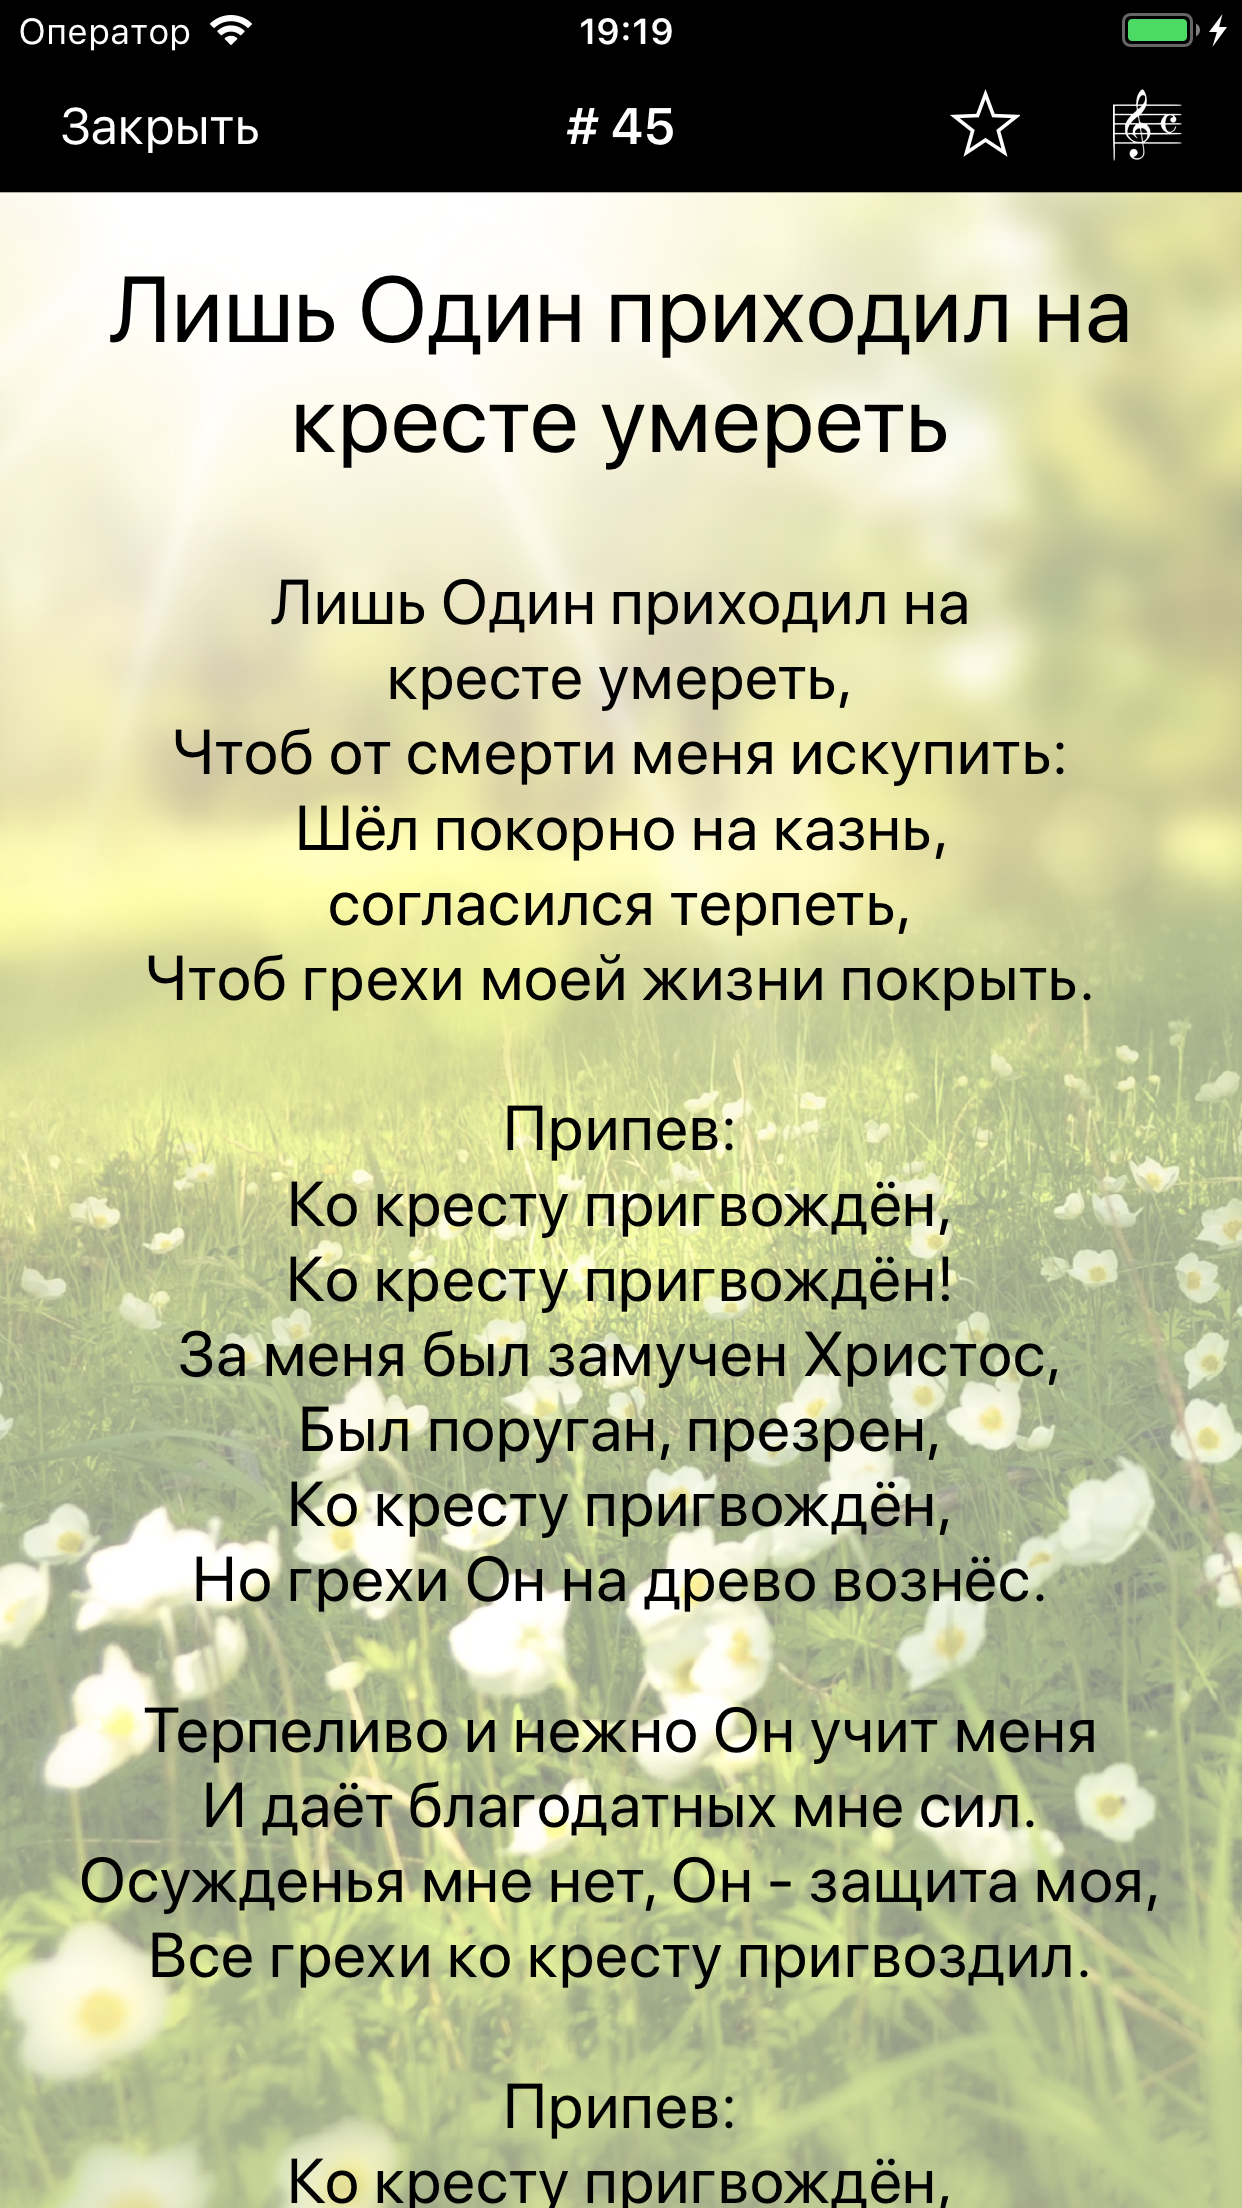 Оператор 19:19
Закрыть # 45
Лишь Один приходил на
кресте умереть
Лишь Один приходил на
кресте умереть,
Чтоб от смерти меня искупить:
Шёл покорно на казнь,
согласился терпеть,
Чтоб грехи моей жизни покрыть.
Припев:
Ко кресту пригвождён,
Ко кресту пригвождён!
За меня был замучен Христос,
Был поруган, презрен,
Ко кресту пригвождён,
Но грехи Он на древо вознёс.
Терпеливо и нежно Он учит меня
И даёт благодатных мне сил.
Осужденья мне нет, Он - защита моя,
Все грехи ко кресту пригвоздил.
Припев:
Ко кресту пригвождён,